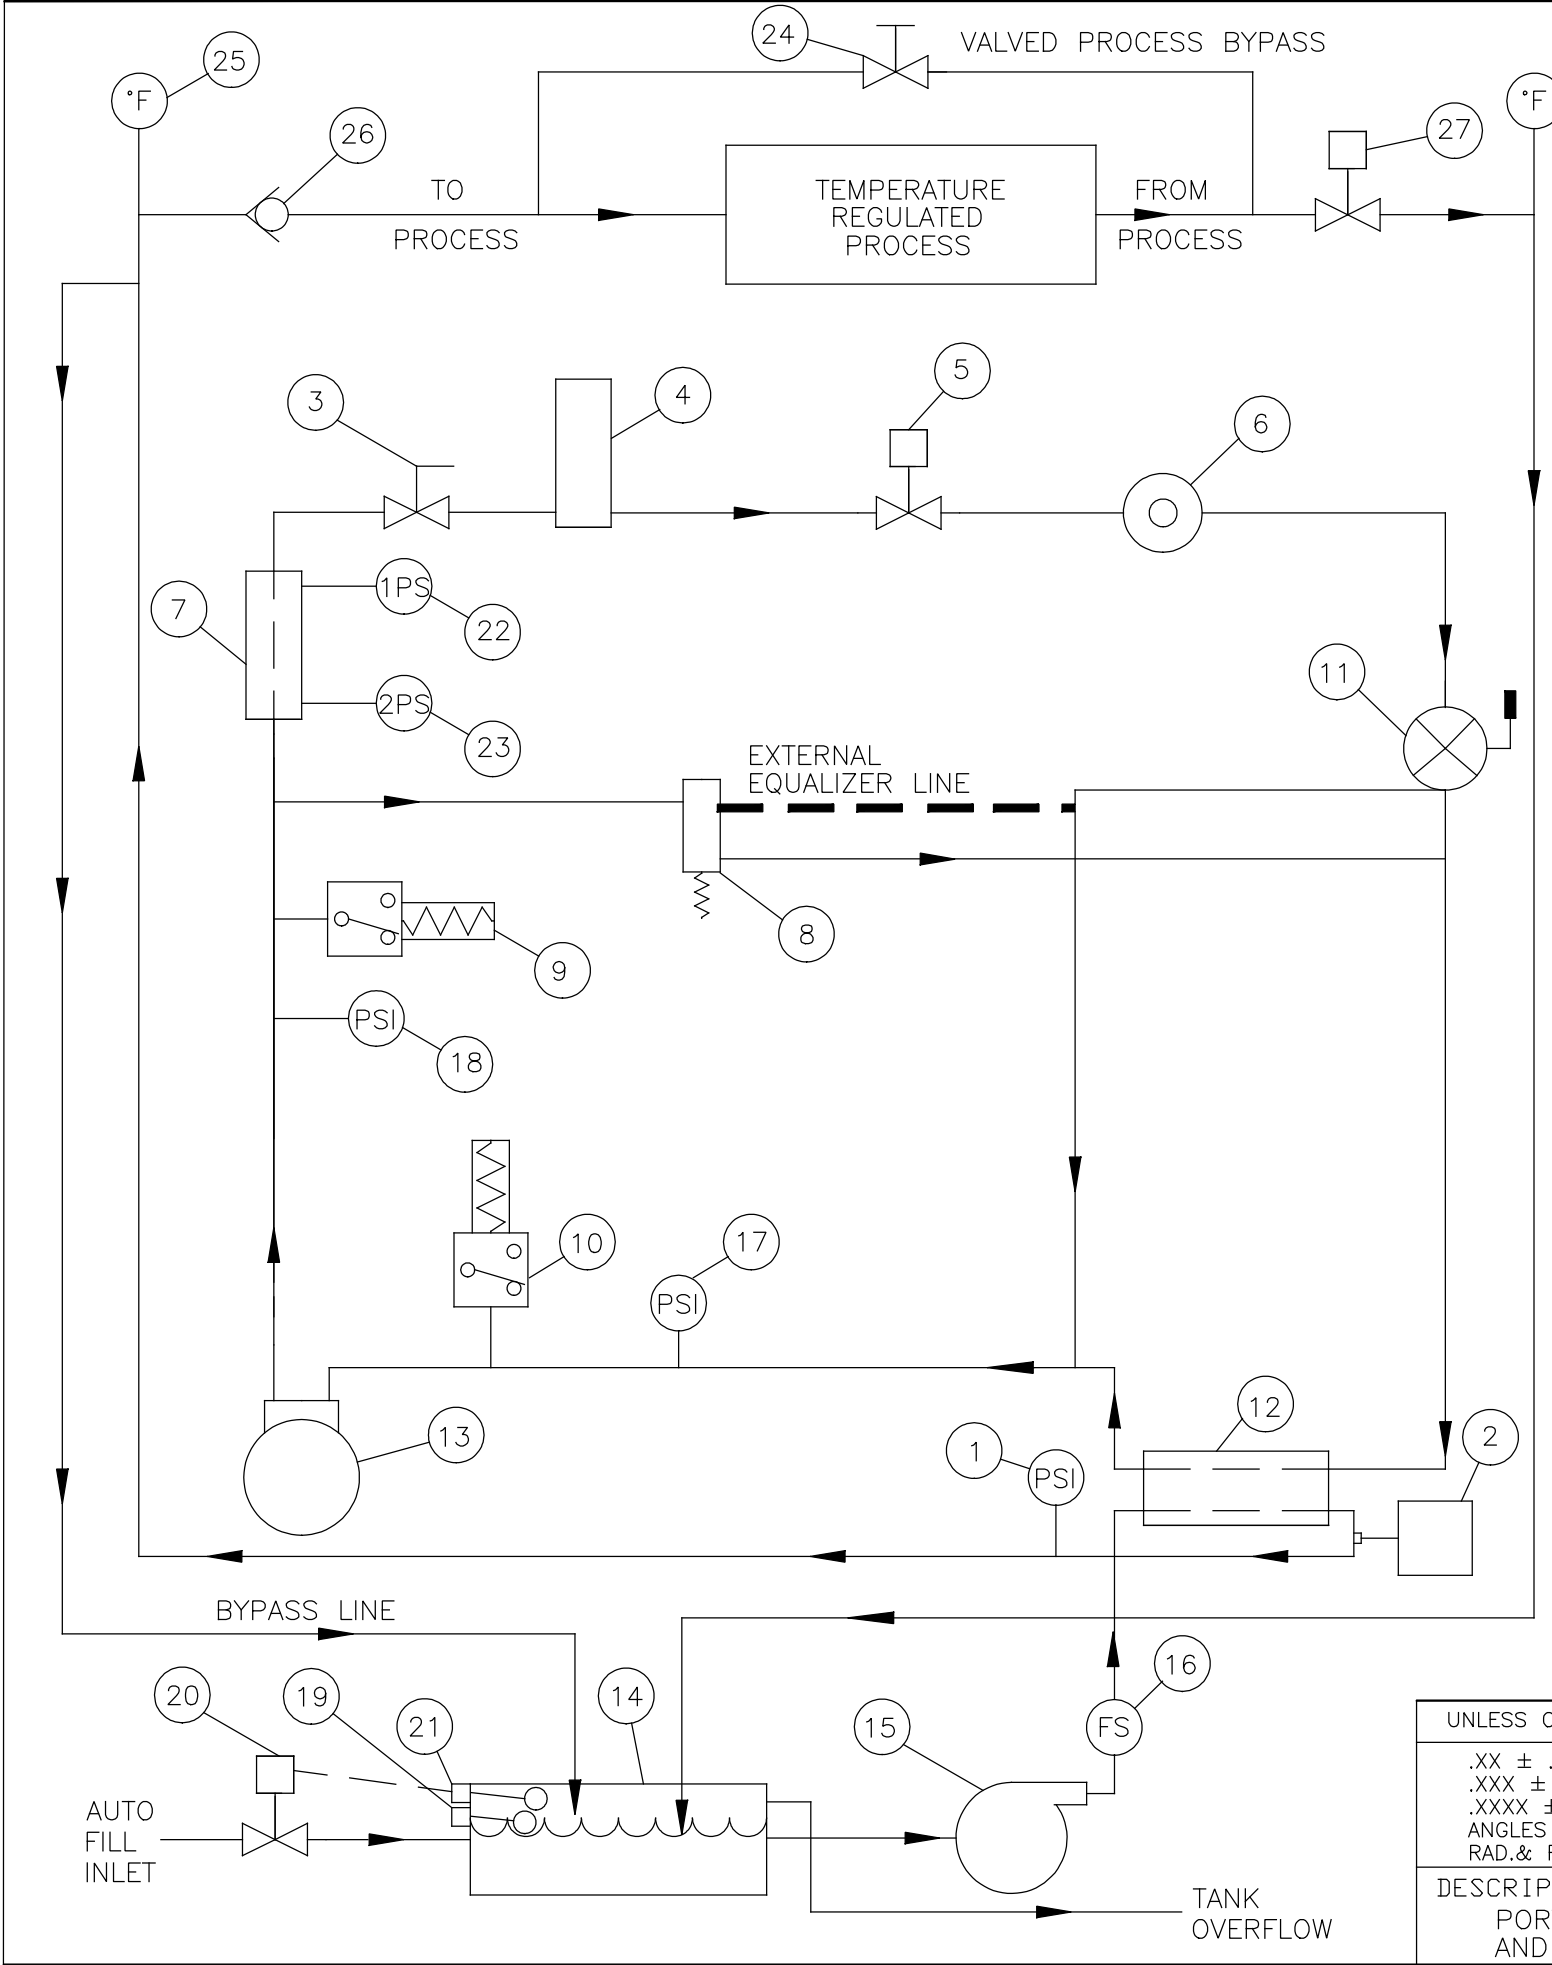 24
VALVED PROCESS BYPASS
25
°F
°F
26
27
TO
PROCESS
TEMPERATURE
REGULATED
PROCESS
FROM
PROCESS
3
4
5
6
7
1PS
22
2PS
23
11
EXTERNAL
EQUALIZER LINE
8
9
PSI
18
10
17
PSI
13
12
1
PSI
2
BYPASS LINE
16
20
19
21
14
15
FS
AUTO
FILL
INLET
TANK
OVERFLOW
UNLESS
.XX ±
.XXX ±
.XXXX ±
ANGLES
RAD.&
DESCRIP
POR
AND